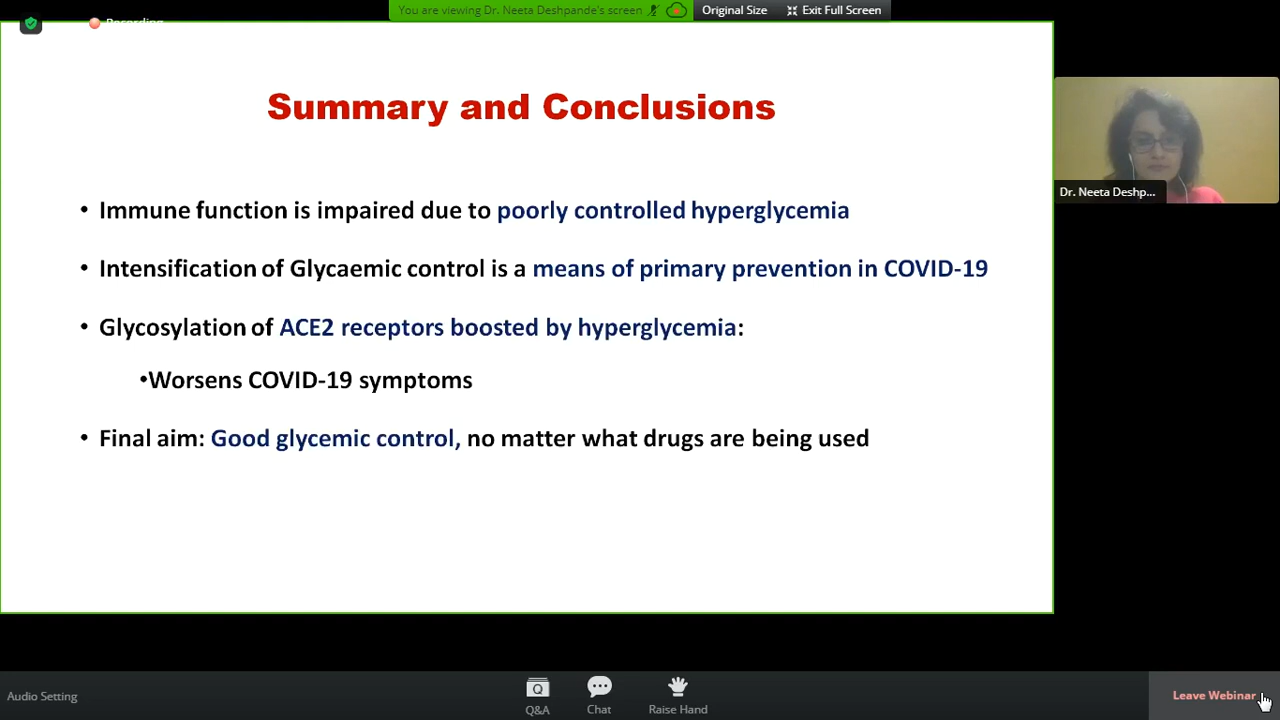 You are viewing Dr. Neeta Deshpande's screen
Original Size
Exit Full Screen
Recording
Summary and Conclusions
• Immune function is impaired due to poorly controlled hyperglycemia
• Intensification of Glycaemic control is a means of primary prevention in COVID-19
• Glycosylation of ACE2 receptors boosted by hyperglycemia:
•Worsens COVID-19 symptoms
• Final aim: Good glycemic control, no matter what drugs are being used
Dr. Neeta Deshp...
Audio Setting
Q
Q&A
Chat
Raise Hand
Leave Webinar